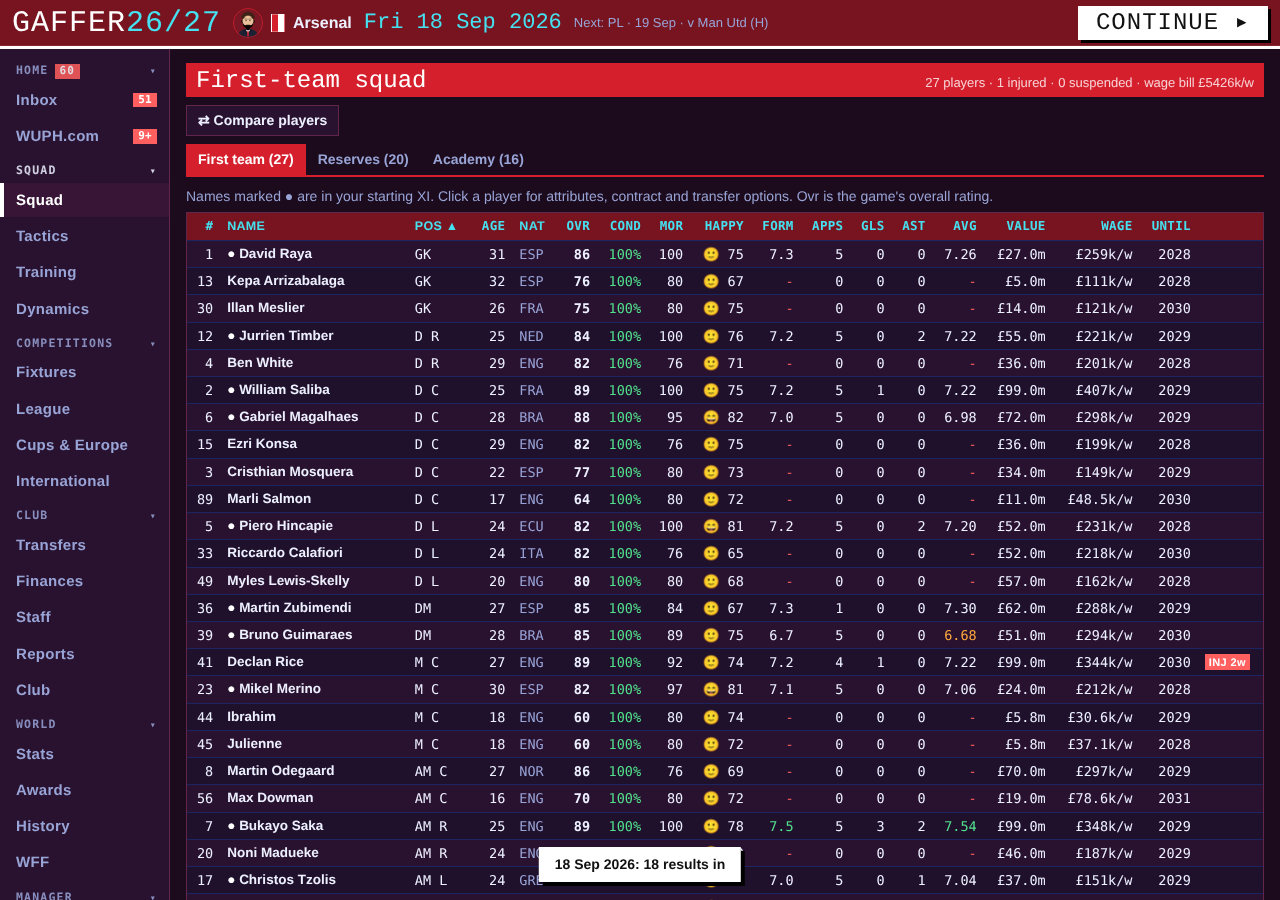 GAFFER26/27 Arsenal Fri 18 Sep 2026 Next: PL · 19 Sep · v Man Utd (H) CONTINUE ►
HOME 60 ▾
Inbox 51
WUPH.com 9+
SQUAD ▾
Squad
Tactics
Training
Dynamics
COMPETITIONS ▾
Fixtures
League
Cups & Europe
International
CLUB ▾
Transfers
Finances
Staff
Reports
Club
WORLD ▾
Stats
Awards
History
WFF
MANAGER ▾
First-team squad 27 players · 1 injured · 0 suspended · wage bill £5426k/w
⇄ Compare players
First team (27) Reserves (20) Academy (16)
Names marked ● are in your starting XI. Click a player for attributes, contract and transfer options. Ovr is the game's overall rating.
# NAME POS ▲ AGE NAT OVR COND MOR HAPPY FORM APPS GLS AST AVG VALUE WAGE UNTIL
1 ● David Raya GK 31 ESP 86 100% 100 🙂 75 7.3 5 0 0 7.26 £27.0m £259k/w 2028
13 Kepa Arrizabalaga GK 32 ESP 76 100% 80 🙂 67 - 0 0 0 - £5.0m £111k/w 2028
30 Illan Meslier GK 26 FRA 75 100% 80 🙂 75 - 0 0 0 - £14.0m £121k/w 2030
12 ● Jurrien Timber D R 25 NED 84 100% 100 🙂 76 7.2 5 0 2 7.22 £55.0m £221k/w 2029
4 Ben White D R 29 ENG 82 100% 76 🙂 71 - 0 0 0 - £36.0m £201k/w 2028
2 ● William Saliba D C 25 FRA 89 100% 100 🙂 75 7.2 5 1 0 7.22 £99.0m £407k/w 2029
6 ● Gabriel Magalhaes D C 28 BRA 88 100% 95 😄 82 7.0 5 0 0 6.98 £72.0m £298k/w 2029
15 Ezri Konsa D C 29 ENG 82 100% 76 🙂 75 - 0 0 0 - £36.0m £199k/w 2028
3 Cristhian Mosquera D C 22 ESP 77 100% 80 🙂 73 - 0 0 0 - £34.0m £149k/w 2029
89 Marli Salmon D C 17 ENG 64 100% 80 🙂 72 - 0 0 0 - £11.0m £48.5k/w 2030
5 ● Piero Hincapie D L 24 ECU 82 100% 100 😄 81 7.2 5 0 2 7.20 £52.0m £231k/w 2029
33 Riccardo Calafiori D L 24 ITA 82 100% 76 🙂 65 - 0 0 0 - £52.0m £218k/w 2030
49 Myles Lewis-Skelly D L 20 ENG 80 100% 80 🙂 68 - 0 0 0 - £57.0m £162k/w 2028
36 ● Martin Zubimendi DM 27 ESP 85 100% 84 🙂 67 7.3 1 0 0 7.30 £62.0m £288k/w 2029
39 ● Bruno Guimaraes DM 28 BRA 85 100% 89 🙂 75 6.7 5 0 0 6.68 £51.0m £294k/w 2030
41 Declan Rice M C 27 ENG 89 100% 92 🙂 74 7.2 4 1 0 7.22 £99.0m £344k/w 2030 INJ 2w
23 ● Mikel Merino M C 30 ESP 82 100% 97 😄 81 7.1 5 0 0 7.06 £24.0m £212k/w 2028
44 Ibrahim M C 18 ENG 60 100% 80 🙂 74 - 0 0 0 - £5.8m £30.6k/w 2029
45 Julienne M C 18 ENG 60 100% 80 🙂 72 - 0 0 0 - £5.8m £37.1k/w 2028
8 Martin Odegaard AM C 27 NOR 86 100% 76 🙂 69 - 0 0 0 - £70.0m £297k/w 2029
56 Max Dowman AM C 16 ENG 70 100% 80 🙂 72 - 0 0 0 - £19.0m £78.6k/w 2031
7 ● Bukayo Saka AM R 25 ENG 89 100% 100 🙂 78 7.5 5 3 2 7.54 £99.0m £348k/w 2029
20 Noni Madueke AM R 24 - 0 0 0 - £46.0m £187k/w 2029
17 ● Christos Tzolis AM L 24 7.0 5 0 1 7.04 £37.0m £151k/w 2029
18 Sep 2026: 18 results in